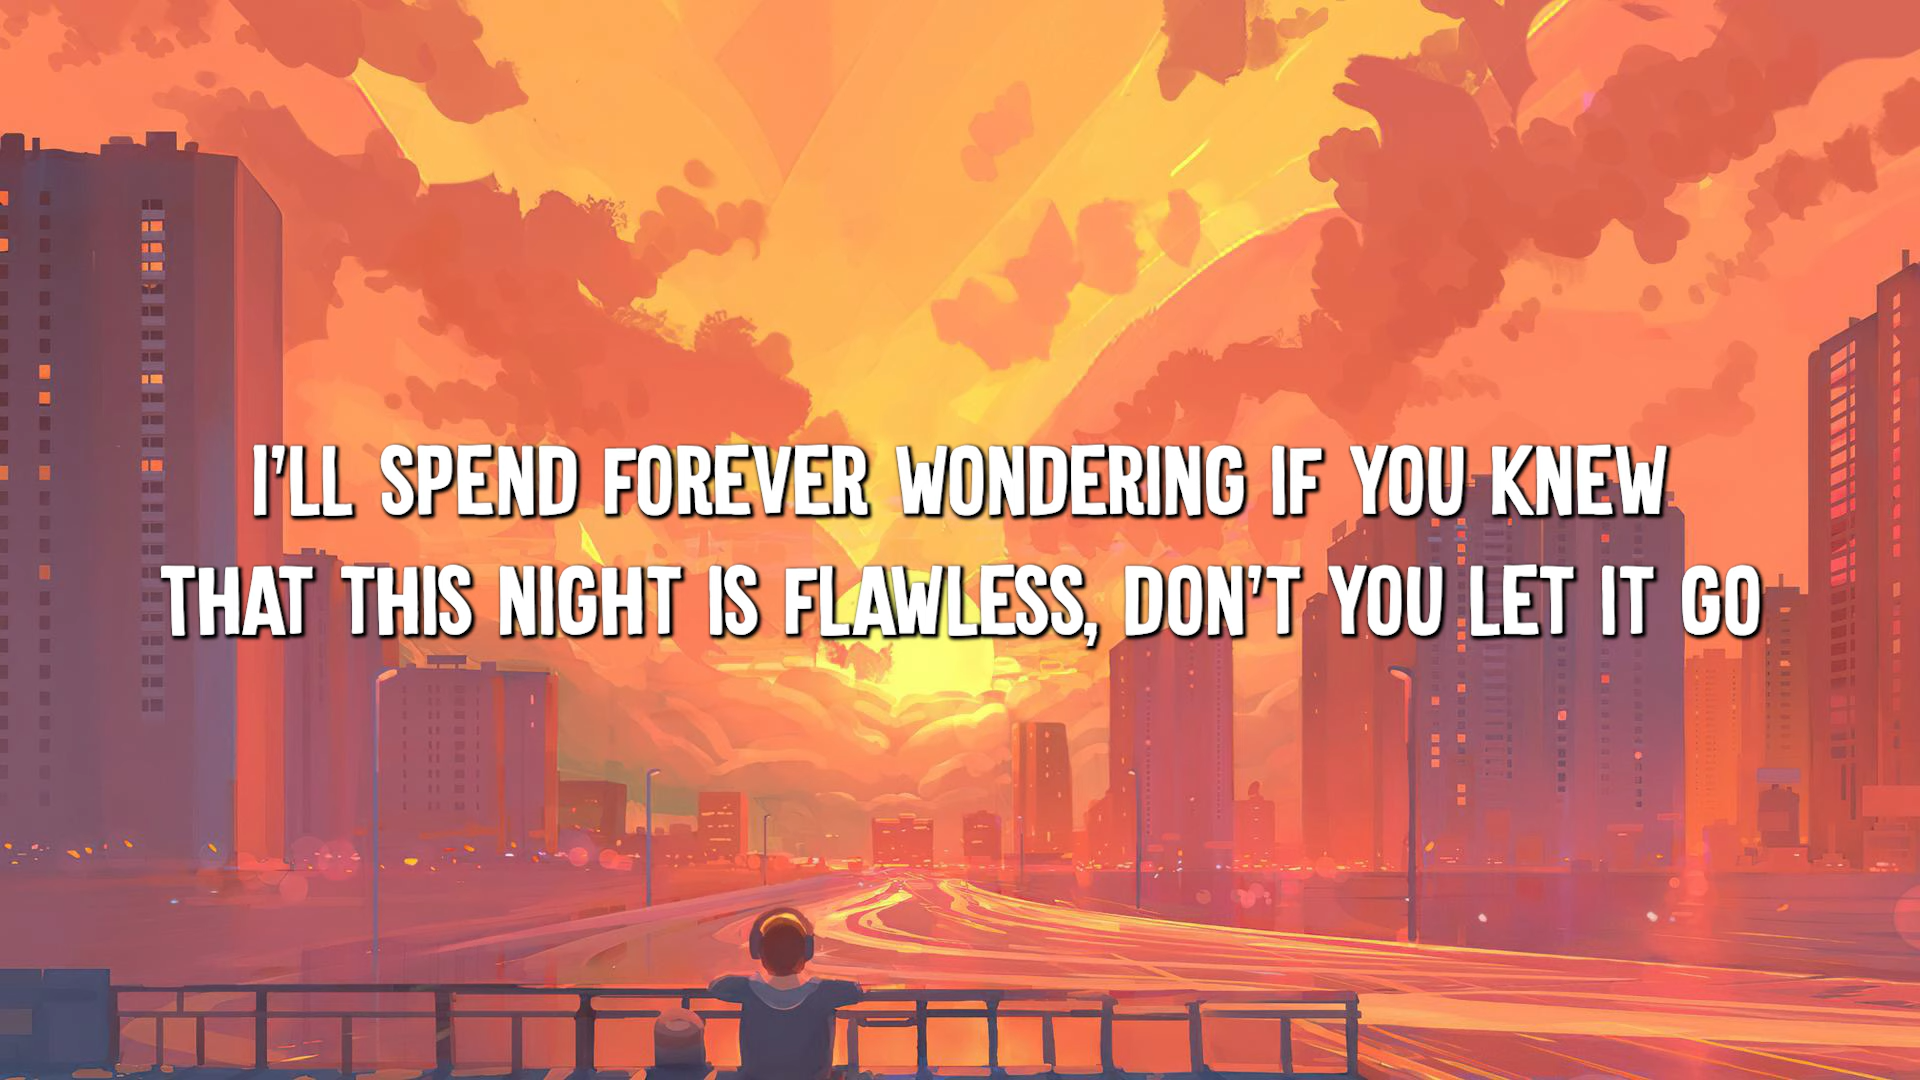 I'LL SPEND FOREVER WONDERING IF YOU KNEW
THAT THIS NIGHT IS FLAWLESS, DON'T YOU LET IT GO